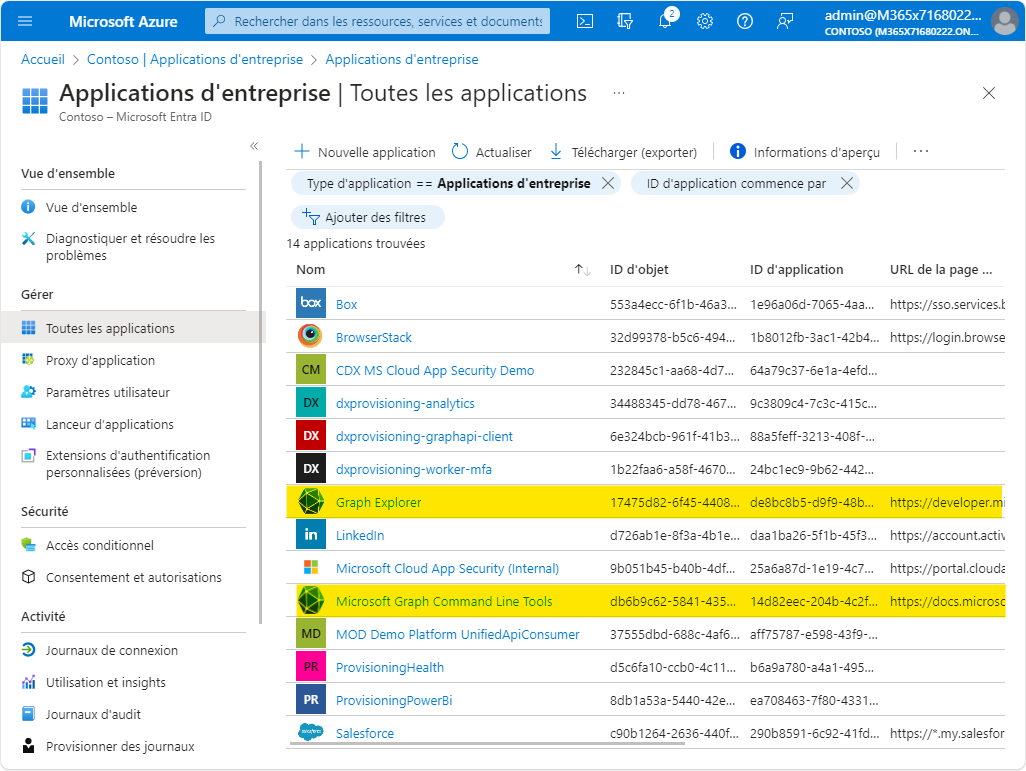 Microsoft Azure
Rechercher dans les ressources, services et documents
2
admin@M365x7168022...
CONTOSO (M365X71680222.ON...
Accueil > Contoso | Applications d'entreprise > Applications d'entreprise
Applications d'entreprise | Toutes les applications ...
Contoso – Microsoft Entra ID
Vue d'ensemble
Vue d'ensemble
Diagnostiquer et résoudre les
problèmes
Gérer
Toutes les applications
Proxy d'application
Paramètres utilisateur
Lanceur d'applications
Extensions d'authentification
personnalisées (préversion)
Sécurité
Accès conditionnel
Consentement et autorisations
Activité
Journaux de connexion
Utilisation et insights
Journaux d'audit
Provisionner des journaux
Nouvelle application Actualiser Télécharger (exporter) Informations d'aperçu ...
Type d'application == Applications d'entreprise ID d'application commence par
Ajouter des filtres
14 applications trouvées
Nom ID d'objet ID d'application URL de la page ...
box Box 553a4ecc-6f1b-46a3... 1e96a06d-7065-4aa... https://sso.services.b
BrowserStack 32d99378-b5c6-494... 1b8012fb-3ac1-42b4... https://login.browse
CM CDX MS Cloud App Security Demo 232845c1-aa68-4d7... 64a79c37-6e1a-4efd...
DX dxprovisioning-analytics 34488345-dd78-467... 9c3809c4-7c3c-415c...
DX dxprovisioning-graphapi-client 6e324bcb-961f-41b3... 88a5feff-3213-408f-...
DX dxprovisioning-worker-mfa 1b22faa6-a58f-4670... 24bc1ec9-9b62-442...
Graph Explorer 17475d82-6f45-4408... de8bc8b5-d9f9-48b... https://developer.mi
in LinkedIn d726ab1e-8f3a-4b1e... daa1ba26-5f1b-45f3... https://account.activ
Microsoft Cloud App Security (Internal) 9b051b45-b40b-4df... 25a6a87d-1e19-4c7... https://portal.clouda
Microsoft Graph Command Line Tools db6b9c62-5841-435... 14d82eec-204b-4c2f... https://docs.microsc
MD MOD Demo Platform UnifiedApiConsumer 37555dbd-688c-4af6... aff75787-e598-43f9-...
PR ProvisioningHealth d5c6fa10-ccb0-4c11... b6a9a780-a4a1-495...
PR ProvisioningPowerBi 8db1a53a-5440-42e... ea708463-7f80-4331...
salesforce Salesforce c90b1264-2636-440f... 290b8591-6c92-41fd... https://*.my.salesfor